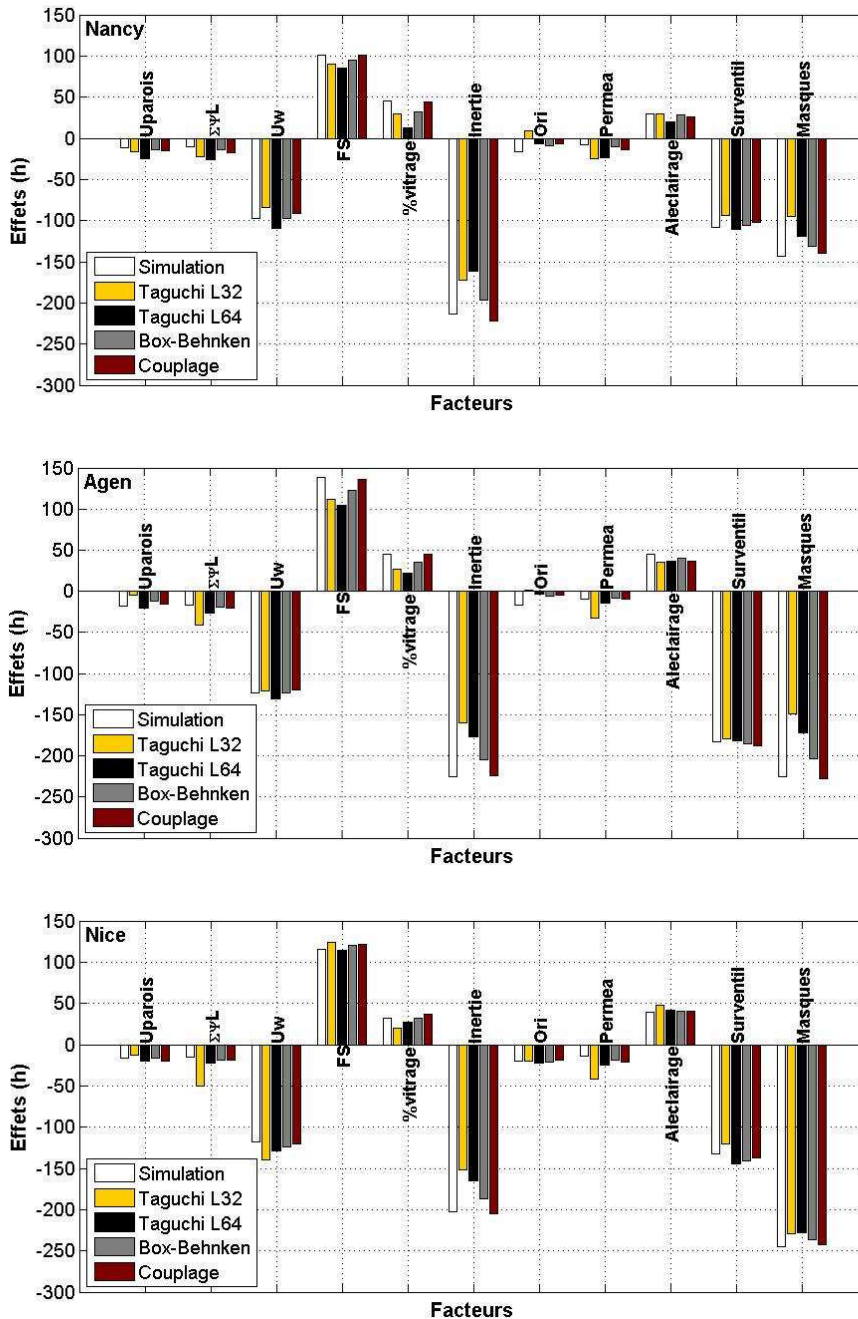 Nancy
150
100
50
0
-50
-100
-150
-200
-250
-300
Effets (h)
Uparois
ΣΨL
Uw
FS
%vitrage
Inertie
Ori
Permea
Aleclairage
Surventil
Masques
Simulation
Taguchi L32
Taguchi L64
Box-Behnken
Couplage
Facteurs
Agen
150
100
50
0
-50
-100
-150
-200
-250
-300
Effets (h)
Uparois
ΣΨL
Uw
FS
%vitrage
Inertie
Ori
Permea
Aleclairage
Surventil
Masques
Simulation
Taguchi L32
Taguchi L64
Box-Behnken
Couplage
Facteurs
Nice
150
100
50
0
-50
-100
-150
-200
-250
-300
Effets (h)
Uparois
ΣΨL
Uw
FS
%vitrage
Inertie
Ori
Permea
Aleclairage
Surventil
Masques
Simulation
Taguchi L32
Taguchi L64
Box-Behnken
Couplage
Facteurs